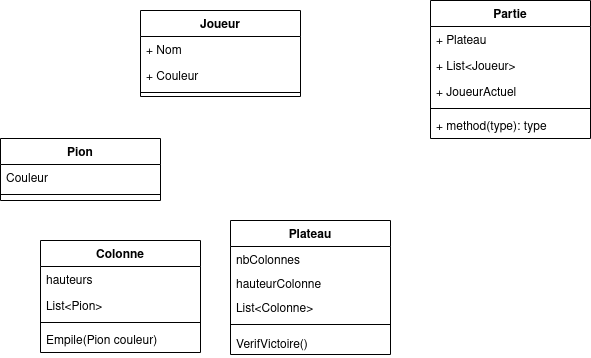 Joueur
+ Nom
+ Couleur
Partie
+ Plateau
+ List<Joueur>
+ JoueurActuel
+ method(type): type
Pion
Couleur
Colonne
hauteurs
List<Pion>
Empile(Pion couleur)
Plateau
nbColonnes
hauteurColonne
List<Colonne>
VerifVictoire()